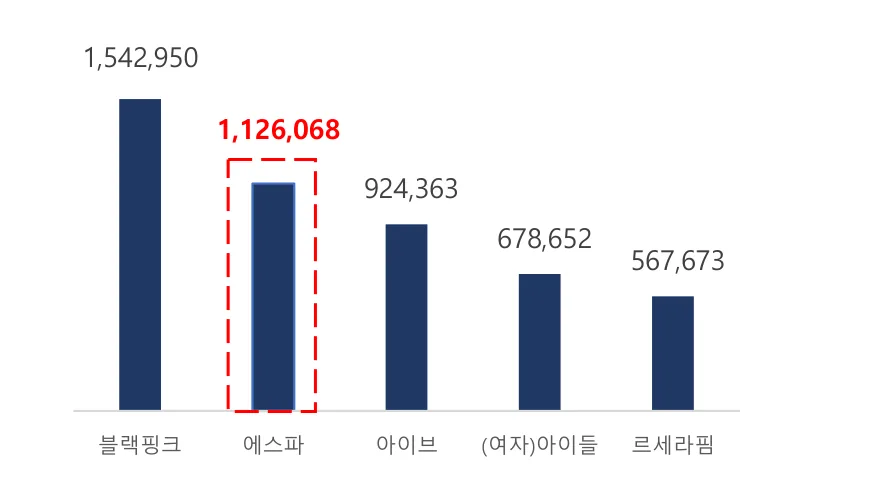 1,542,950
1,126,068
924,363
678,652
567,673
블랙핑크
에스파
아이브
(여자)아이들
르세라핌